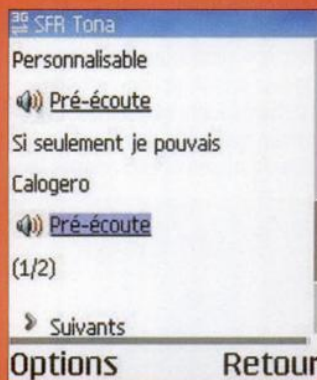 3G SFR Tona
Personnalisable
Pré-écoute
Si seulement je pouvais
Calogero
Pré-écoute
(1/2)
Suivants
Options Retour